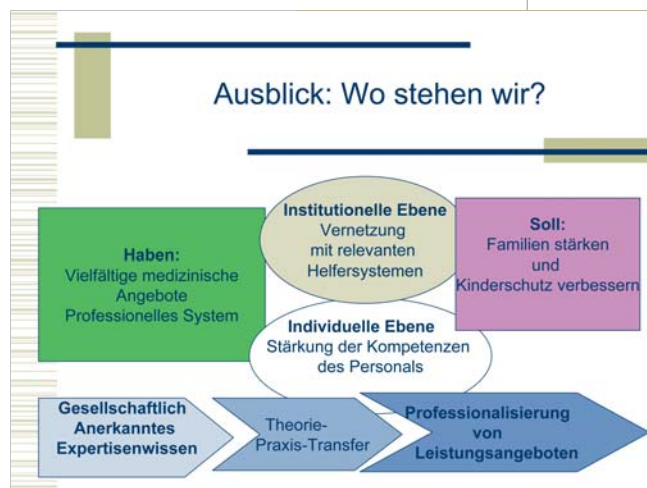 Ausblick: Wo stehen wir?
Haben:
Vielfältige medizinische
Angebote
Professionelles System
Institutionelle Ebene
Vernetzung
mit relevanten
Helfersystemen
Soll:
Familien stärken
und
Kinderschutz verbessern
Individuelle Ebene
Stärkung der Kompetenzen
des Personals
Gesellschaftlich
Anerkanntes
Expertisenwissen
Theorie-
Praxis-Transfer
Professionalisierung
von
Leistungsangeboten